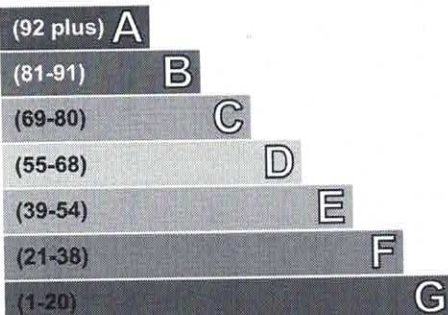 (92 plus) A
(81-91) B
(69-80) C
(55-68) D
(39-54) E
(21-38) F
(1-20) G